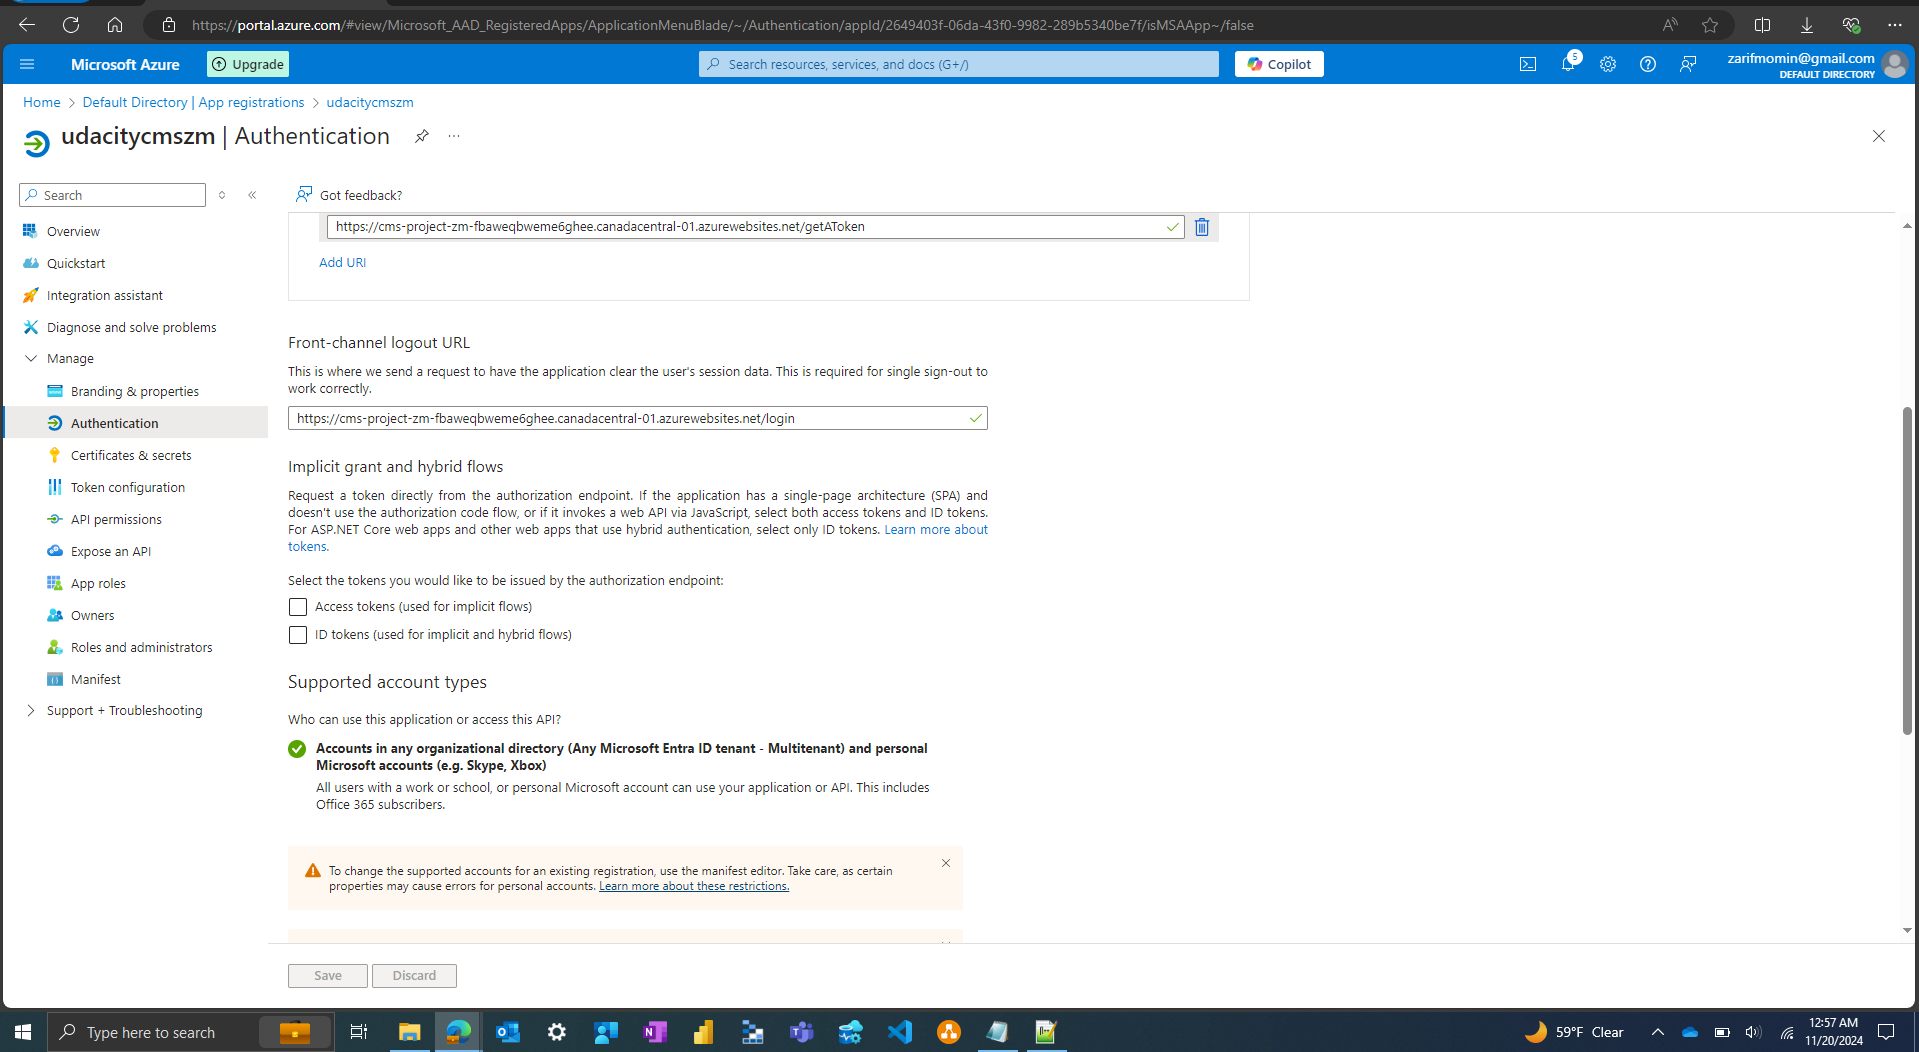 https://portal.azure.com/#view/Microsoft_AAD_RegisteredApps/ApplicationMenuBlade/~/Authentication/appId/2649403f-06da-43f0-9982-289b5340be7f/isMSAApp~/false
Microsoft Azure
Upgrade
Search resources, services, and docs (G+/)
Copilot
5
zarifmomin@gmail.com
DEFAULT DIRECTORY
Home > Default Directory | App registrations > udacitycmszm
udacitycmszm | Authentication
Search
Got feedback?
Overview
Quickstart
Integration assistant
Diagnose and solve problems
Manage
Branding & properties
Authentication
Certificates & secrets
Token configuration
API permissions
Expose an API
App roles
Owners
Roles and administrators
Manifest
Support + Troubleshooting
https://cms-project-zm-fbaweqbweme6ghee.canadacentral-01.azurewebsites.net/getAToken
Add URI
Front-channel logout URL
This is where we send a request to have the application clear the user's session data. This is required for single sign-out to
work correctly.
https://cms-project-zm-fbaweqbweme6ghee.canadacentral-01.azurewebsites.net/login
Implicit grant and hybrid flows
Request a token directly from the authorization endpoint. If the application has a single-page architecture (SPA) and
doesn't use the authorization code flow, or if it invokes a web API via JavaScript, select both access tokens and ID tokens.
For ASP.NET Core web apps and other web apps that use hybrid authentication, select only ID tokens. Learn more about
tokens.
Select the tokens you would like to be issued by the authorization endpoint:
Access tokens (used for implicit flows)
ID tokens (used for implicit and hybrid flows)
Supported account types
Who can use this application or access this API?
Accounts in any organizational directory (Any Microsoft Entra ID tenant - Multitenant) and personal
Microsoft accounts (e.g. Skype, Xbox)
All users with a work or school, or personal Microsoft account can use your application or API. This includes
Office 365 subscribers.
To change the supported accounts for an existing registration, use the manifest editor. Take care, as certain
properties may cause errors for personal accounts. Learn more about these restrictions.
Save
Discard
Type here to search
59°F Clear
12:57 AM
11/20/2024